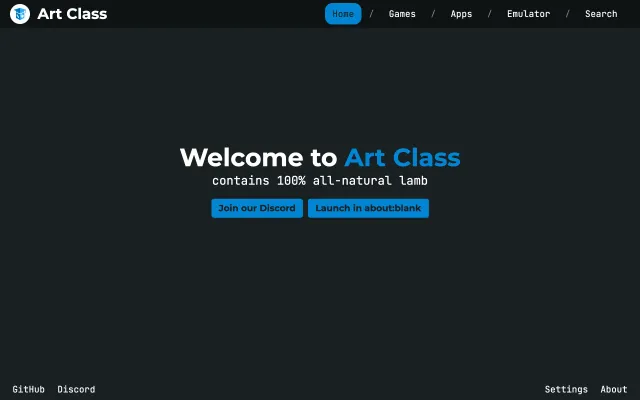 Art Class
Home / Games / Apps / Emulator / Search
Welcome to Art Class
contains 100% all-natural lamb
Join our Discord Launch in about:blank
GitHub Discord Settings About